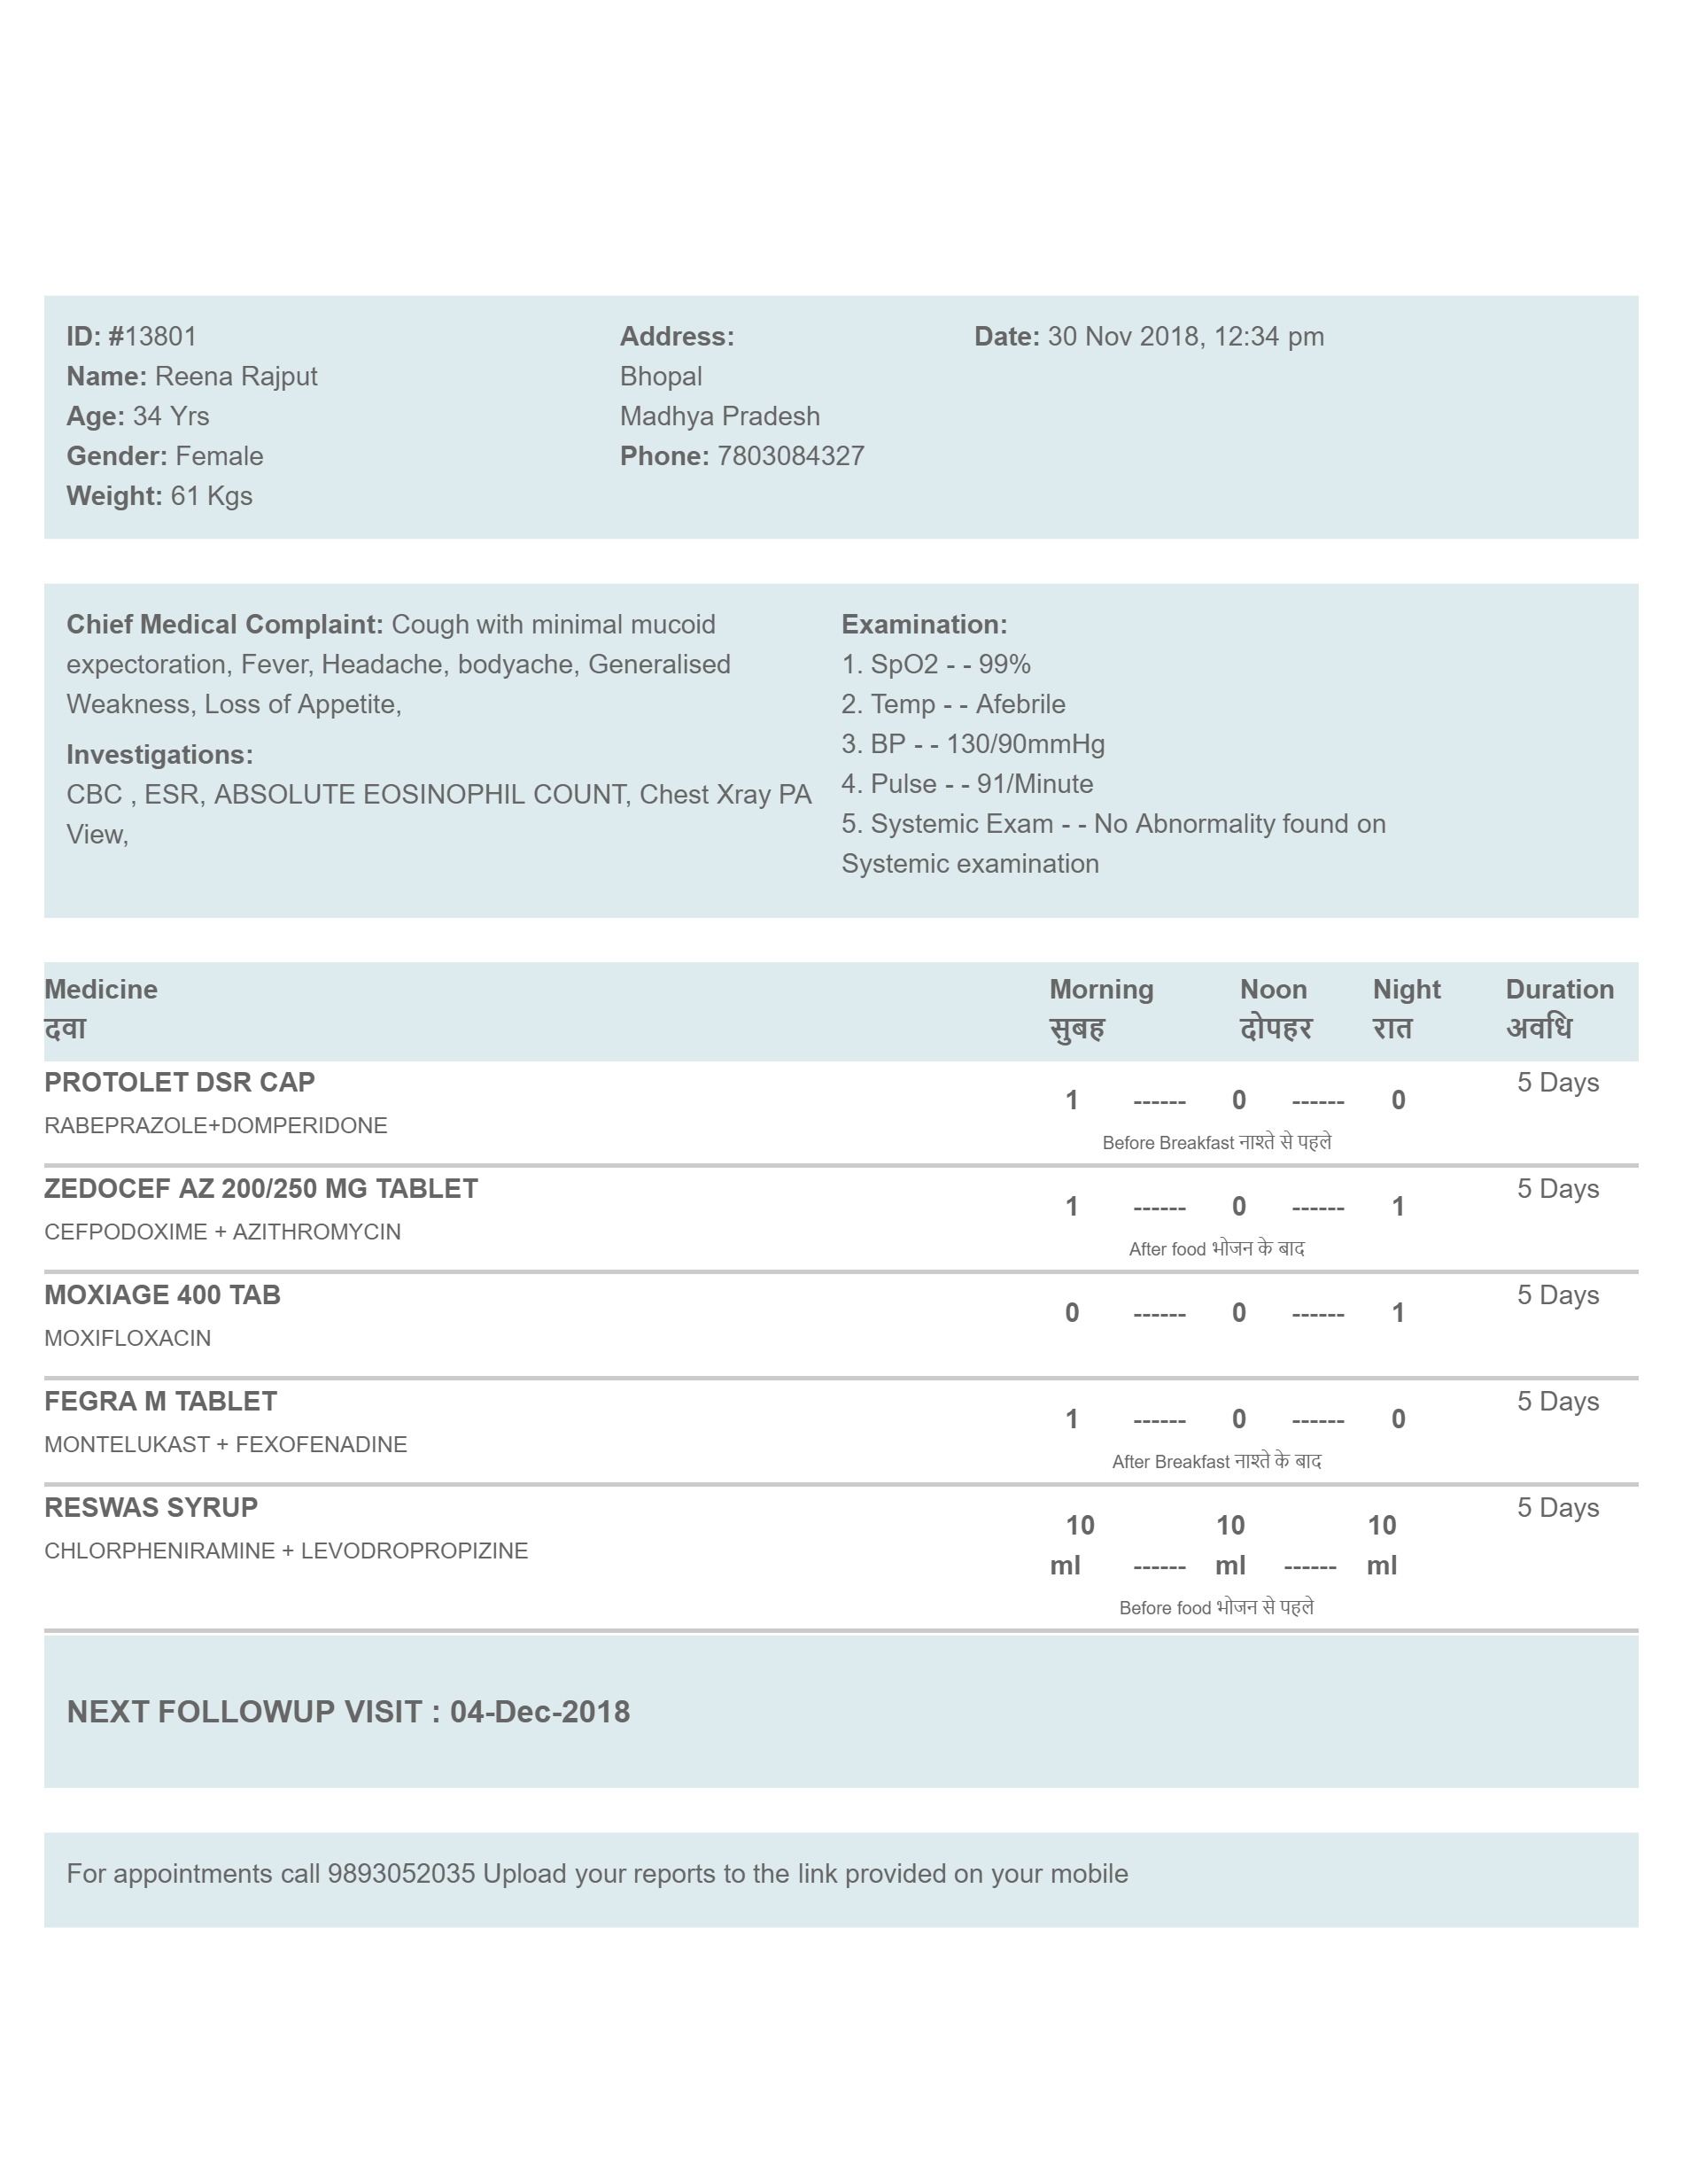 ID: #13801
Name: Reena Rajput
Age: 34 Yrs
Gender: Female
Weight: 61 Kgs
Address:
Bhopal
Madhya Pradesh
Phone: 7803084327
Date: 30 Nov 2018, 12:34 pm
Chief Medical Complaint: Cough with minimal mucoid
expectoration, Fever, Headache, bodyache, Generalised
Weakness, Loss of Appetite,
Investigations:
CBC , ESR, ABSOLUTE EOSINOPHIL COUNT, Chest Xray PA
View,
Examination:
1. SpO2 - - 99%
2. Temp - - Afebrile
3. BP - - 130/90mmHg
4. Pulse - - 91/Minute
5. Systemic Exam - - No Abnormality found on
Systemic examination
Medicine Morning Noon Night Duration
दवा सुबह दोपहर रात अवधि
PROTOLET DSR CAP 5 Days
1 ------ 0 ------ 0
RABEPRAZOLE+DOMPERIDONE
Before Breakfast नाश्ते से पहले
ZEDOCEF AZ 200/250 MG TABLET 5 Days
1 ------ 0 ------ 1
CEFPODOXIME + AZITHROMYCIN
After food भोजन के बाद
MOXIAGE 400 TAB 5 Days
0 ------ 0 ------ 1
MOXIFLOXACIN
FEGRA M TABLET 5 Days
1 ------ 0 ------ 0
MONTELUKAST + FEXOFENADINE
After Breakfast नाश्ते के बाद
RESWAS SYRUP 5 Days
10 10 10
CHLORPHENIRAMINE + LEVODROPROPIZINE
ml ------ ml ------ ml
Before food भोजन से पहले
NEXT FOLLOWUP VISIT : 04-Dec-2018
For appointments call 9893052035 Upload your reports to the link provided on your mobile